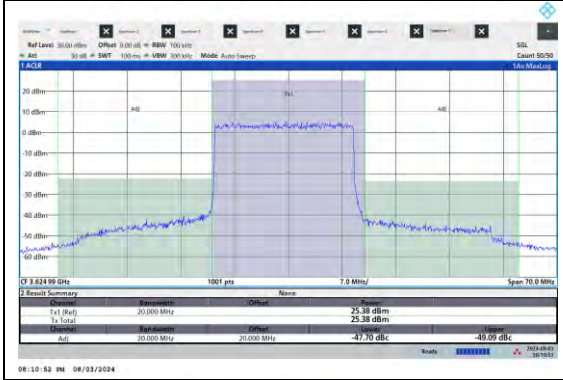 Ref Level 30.00 dBm Offset 3.00 dB RBW 100 kHz SGL
Att 30 dB SWT 100 ms VBW 300 kHz Mode Auto Sweep Count 50/50
1 ACLR 1Av MaxLog
Tx1
20 dBm
Adj Adj
10 dBm
0 dBm
-10 dBm
-20 dBm
-30 dBm
-40 dBm
-50 dBm
-60 dBm
CF 3.624 99 GHz 1001 pts 7.0 MHz/ Span 70.0 MHz
2 Result Summary None
Channel Bandwidth Offset Power
Tx1 (Ref) 20.000 MHz 25.38 dBm
Tx Total 25.38 dBm
Channel Bandwidth Offset Lower Upper
Adj 20.000 MHz 20.000 MHz -47.70 dBc -49.09 dBc
Ready
08:10:52 PM 08/03/2024